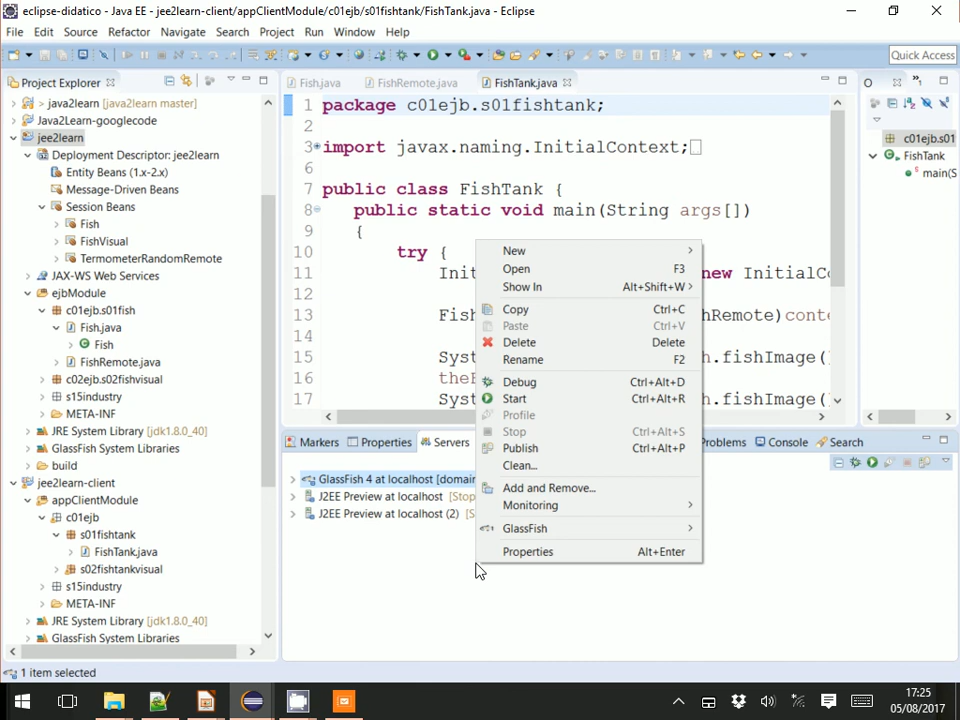 eclipse-didatico - Java EE - jee2learn-client/appClientModule/c01ejb/s01fishtank/FishTank.java - Eclipse
File Edit Source Refactor Navigate Search Project Run Window Help
Quick Access
Project Explorer
> java2learn [java2learn master]
Java2Learn-googlecode
jee2learn
Deployment Descriptor: jee2learn
Entity Beans (1.x-2.x)
Message-Driven Beans
Session Beans
Fish
FishVisual
TermometerRandomRemote
JAX-WS Web Services
ejbModule
c01ejb.s01fish
Fish.java
Fish
FishRemote.java
c02ejb.s02fishvisual
s15industry
META-INF
JRE System Library [jdk1.8.0_40]
GlassFish System Libraries
build
jee2learn-client
appClientModule
c01ejb
s01fishtank
FishTank.java
s02fishtankvisual
s15industry
META-INF
JRE System Library [jdk1.8.0_40]
GlassFish System Libraries
Fish.java FishRemote.java FishTank.java
1 package c01ejb.s01fishtank;
2
3 import javax.naming.InitialContext;
6
7 public class FishTank {
8 public static void main(String args[])
9 {
10 try {
11 Init new InitialCo
12
13 Fish hRemote)conte
14
15 Syst h.fishImage(
16 theF
17 Syst h.fishImage(
New
Open F3
Show In Alt+Shift+W
Copy Ctrl+C
Paste Ctrl+V
Delete Delete
Rename F2
Debug Ctrl+Alt+D
Start Ctrl+Alt+R
Profile
Stop Ctrl+Alt+S
Publish Ctrl+Alt+P
Clean...
Add and Remove...
Monitoring
GlassFish
Properties Alt+Enter
Markers Properties Servers Problems Console Search
GlassFish 4 at localhost [domain
J2EE Preview at localhost [Stop
J2EE Preview at localhost (2) [S
O
c01ejb.s01
FishTank
main(S
1 item selected
17:25
05/08/2017